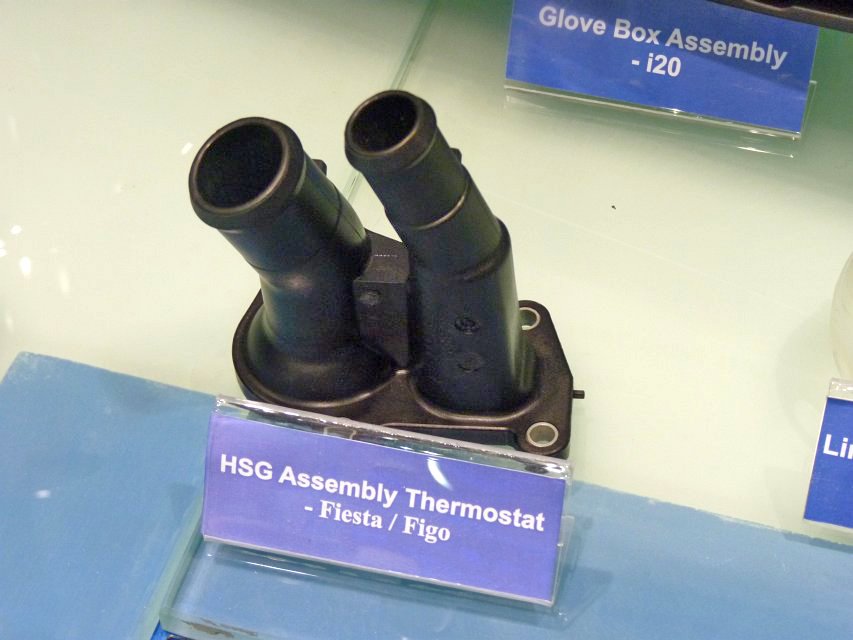 Glove Box Assembly
- i20
HSG Assembly Thermostat
- Fiesta / Figo